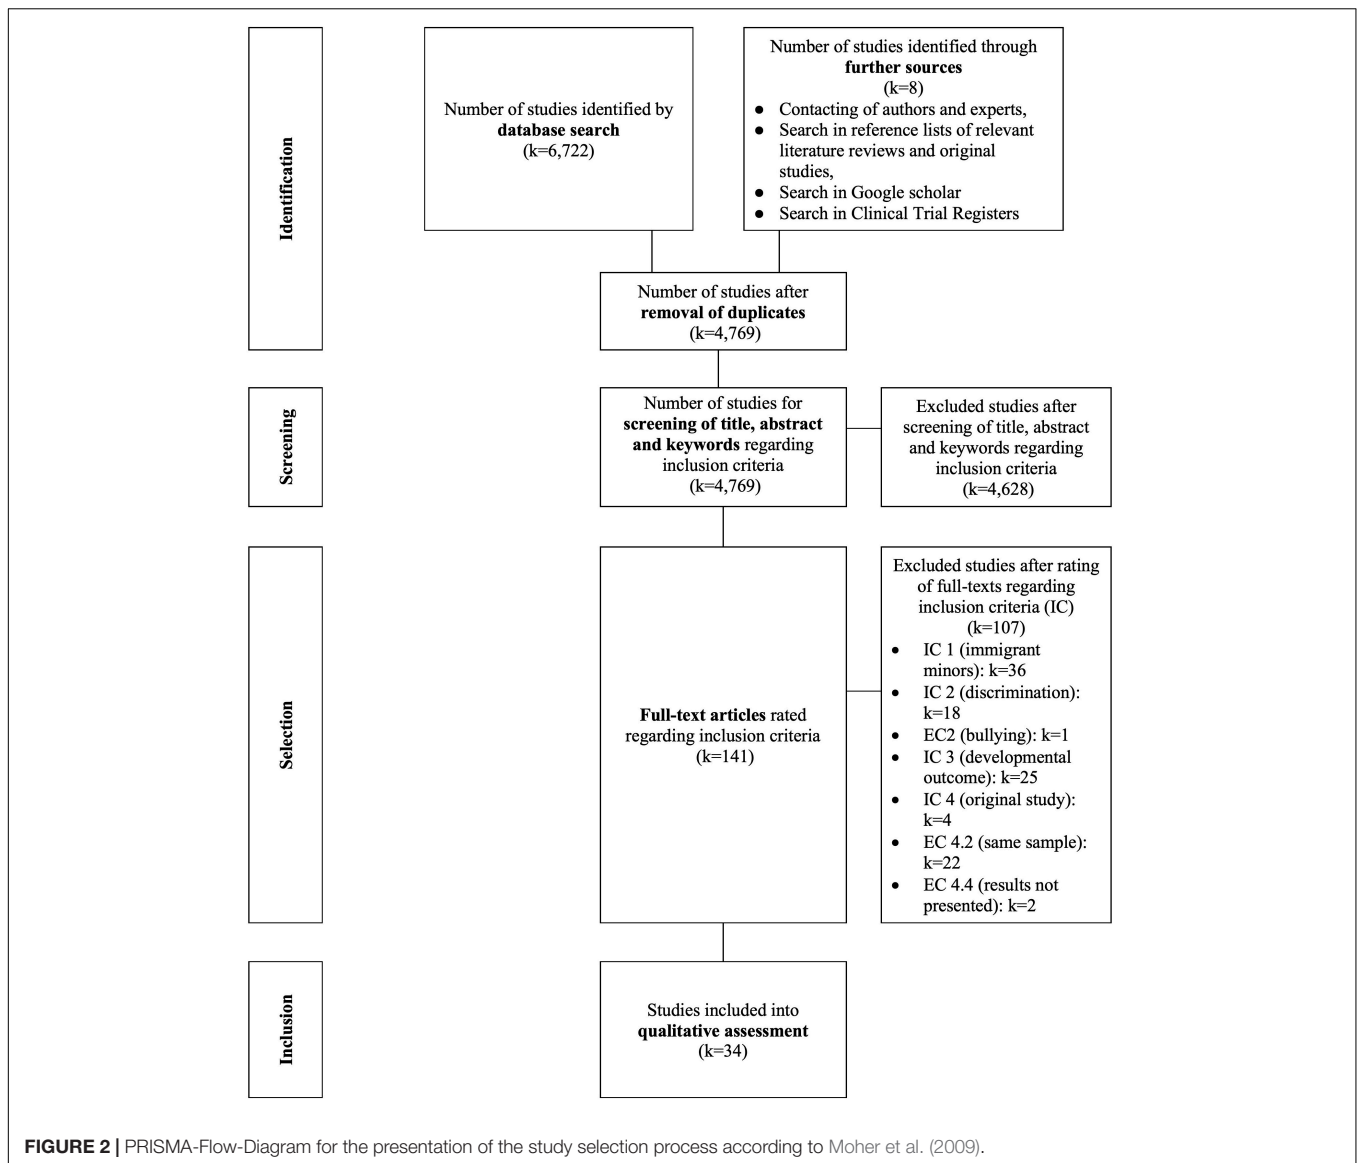 Identification
Number of studies identified by
database search
(k=6,722)
Number of studies identified through
further sources
(k=8)
● Contacting of authors and experts,
● Search in reference lists of relevant
literature reviews and original
studies,
● Search in Google scholar
● Search in Clinical Trial Registers
Number of studies after
removal of duplicates
(k=4,769)
Screening
Number of studies for
screening of title, abstract
and keywords regarding
inclusion criteria
(k=4,769)
Excluded studies after
screening of title, abstract
and keywords regarding
inclusion criteria
(k=4,628)
Selection
Full-text articles rated
regarding inclusion criteria
(k=141)
Excluded studies after rating
of full-texts regarding
inclusion criteria (IC)
(k=107)
● IC 1 (immigrant
minors): k=36
● IC 2 (discrimination):
k=18
● EC2 (bullying): k=1
● IC 3 (developmental
outcome): k=25
● IC 4 (original study):
k=4
● EC 4.2 (same sample):
k=22
● EC 4.4 (results not
presented): k=2
Inclusion
Studies included into
qualitative assessment
(k=34)
FIGURE 2 | PRISMA-Flow-Diagram for the presentation of the study selection process according to Moher et al. (2009).